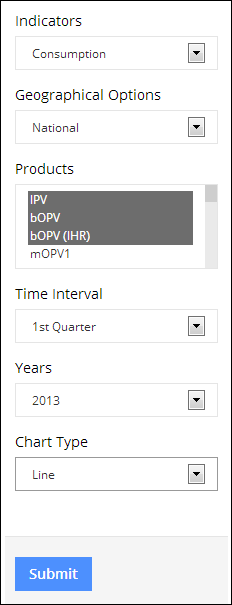 Indicators
Consumption
Geographical Options
National
Products
IPV
bOPV
bOPV (IHR)
mOPV1
Time Interval
1st Quarter
Years
2013
Chart Type
Line
Submit